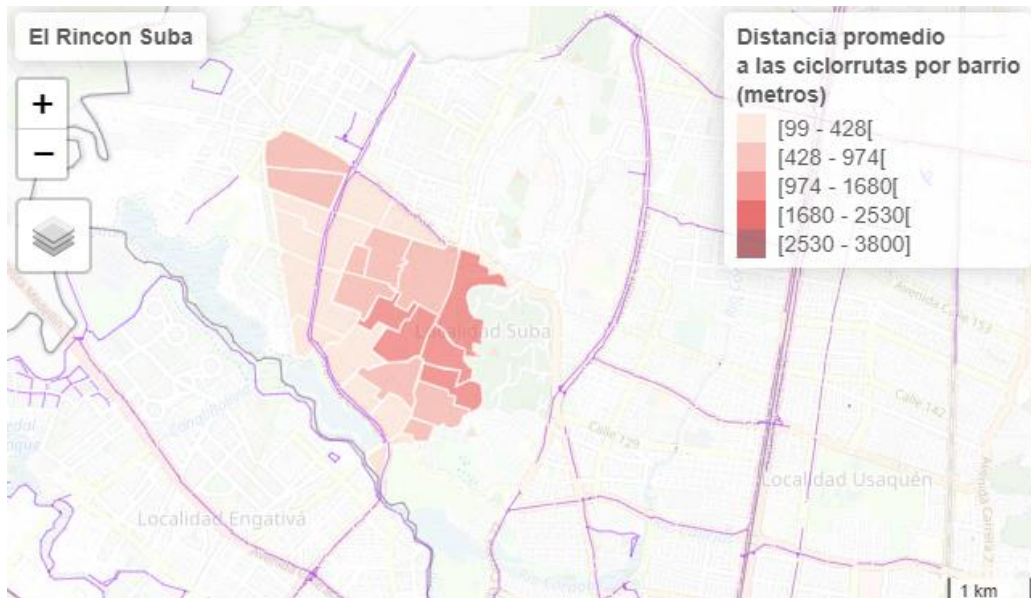 El Rincon Suba
+
−
Distancia promedio
a las ciclorrutas por barrio
(metros)
[99 - 428[
[428 - 974[
[974 - 1680[
[1680 - 2530[
[2530 - 3800]
Avenida Calle 153
Localidad Suba
Calle 142
Calle 129
Localidad Usaquén
Localidad Engativá
1 km